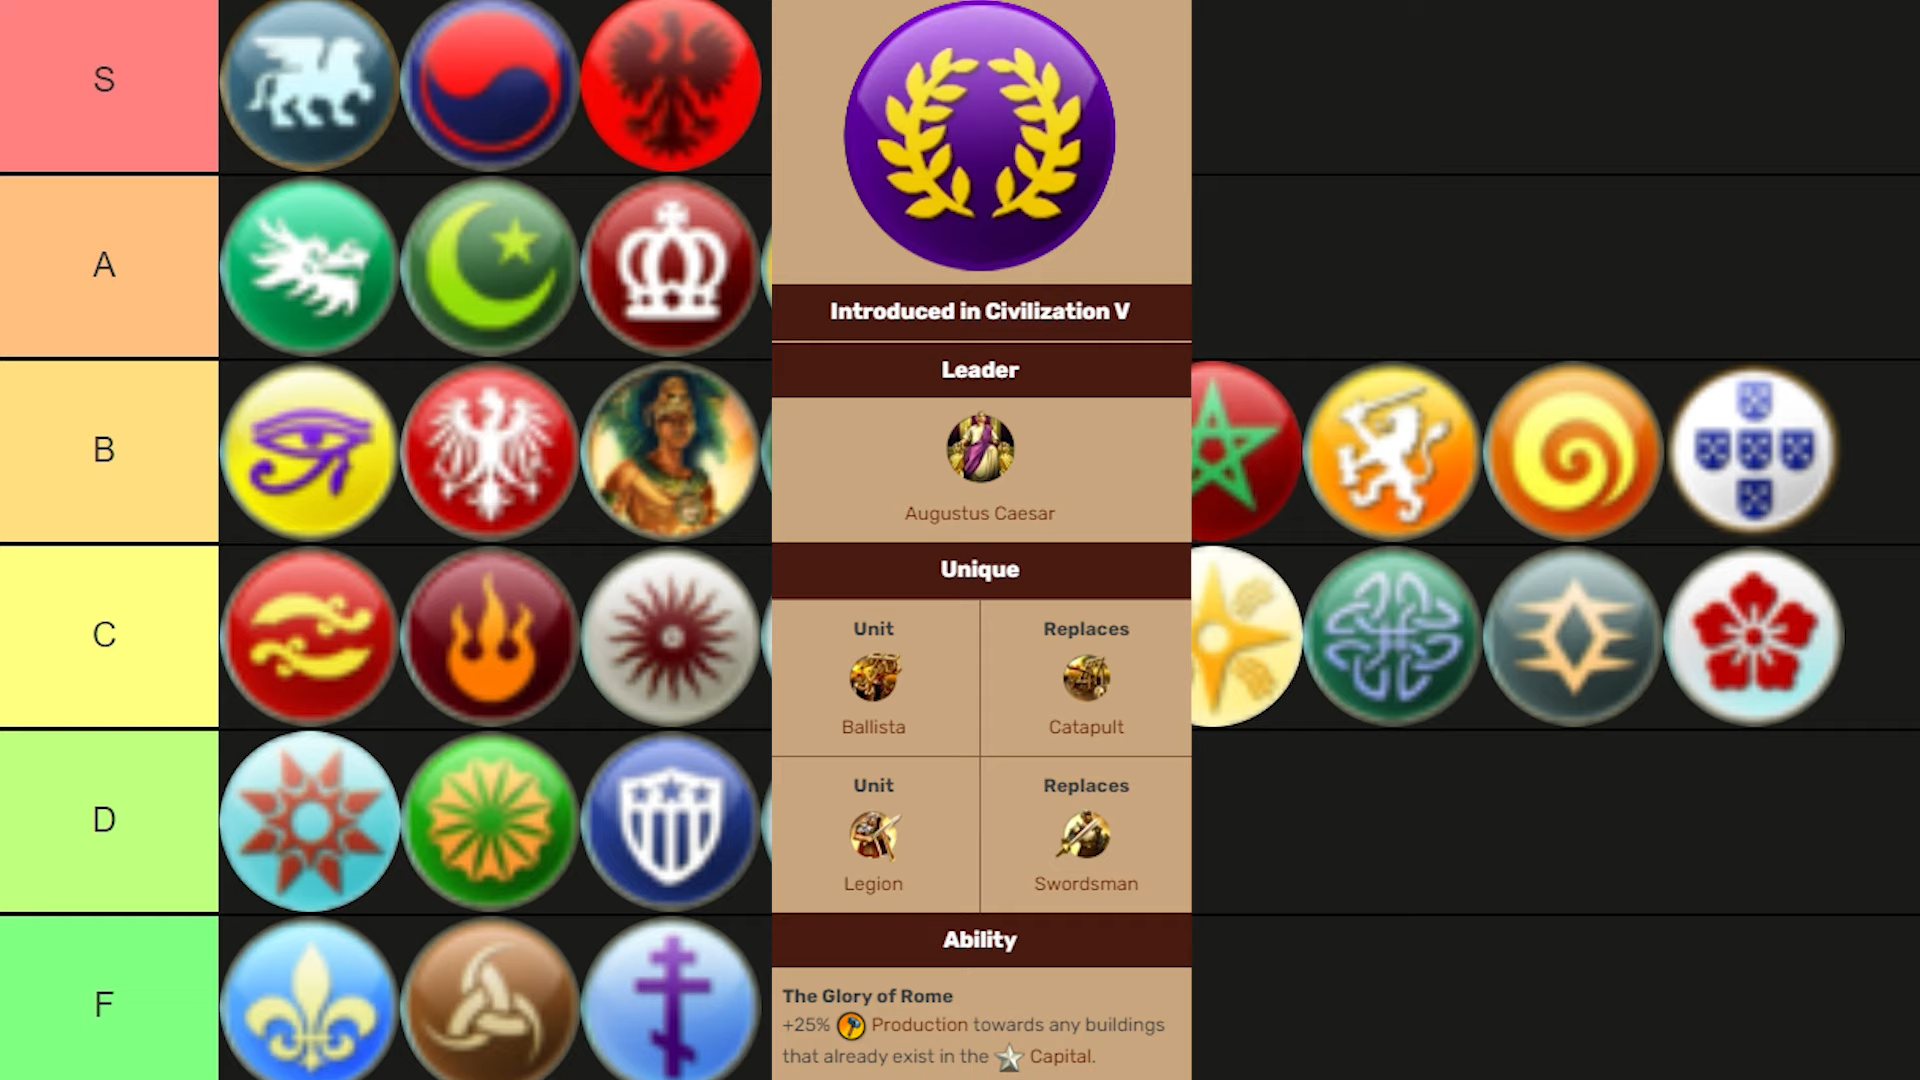 S
A
B
C
D
F
Introduced in Civilization V
Leader
Augustus Caesar
Unique
Unit Replaces
Ballista Catapult
Unit Replaces
Legion Swordsman
Ability
The Glory of Rome
+25% Production towards any buildings
that already exist in the Capital.